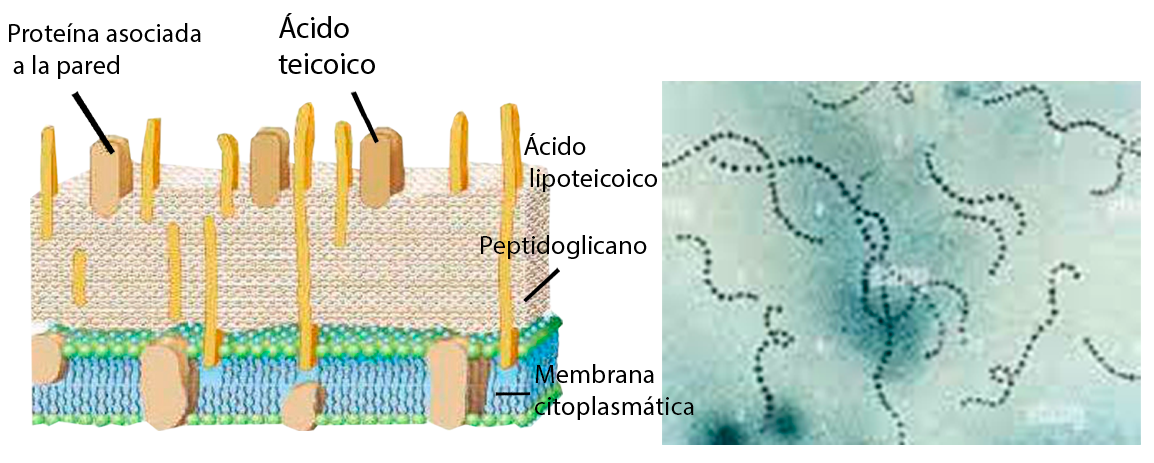 Proteína asociada
a la pared
Ácido
teicoico
Ácido
lipoteicoico
Peptidoglicano
Membrana
citoplasmática